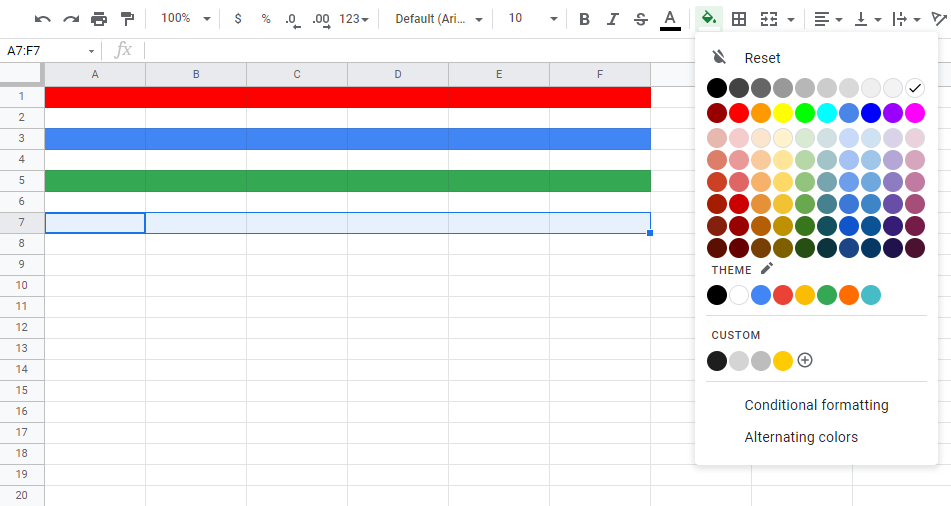 100% $ % .0 .00 123 Default (Ari... 10 B I S A
A7:F7 fx
A B C D E F
1
2
3
4
5
6
7
8
9
10
11
12
13
14
15
16
17
18
19
20
Reset
THEME
CUSTOM
Conditional formatting
Alternating colors